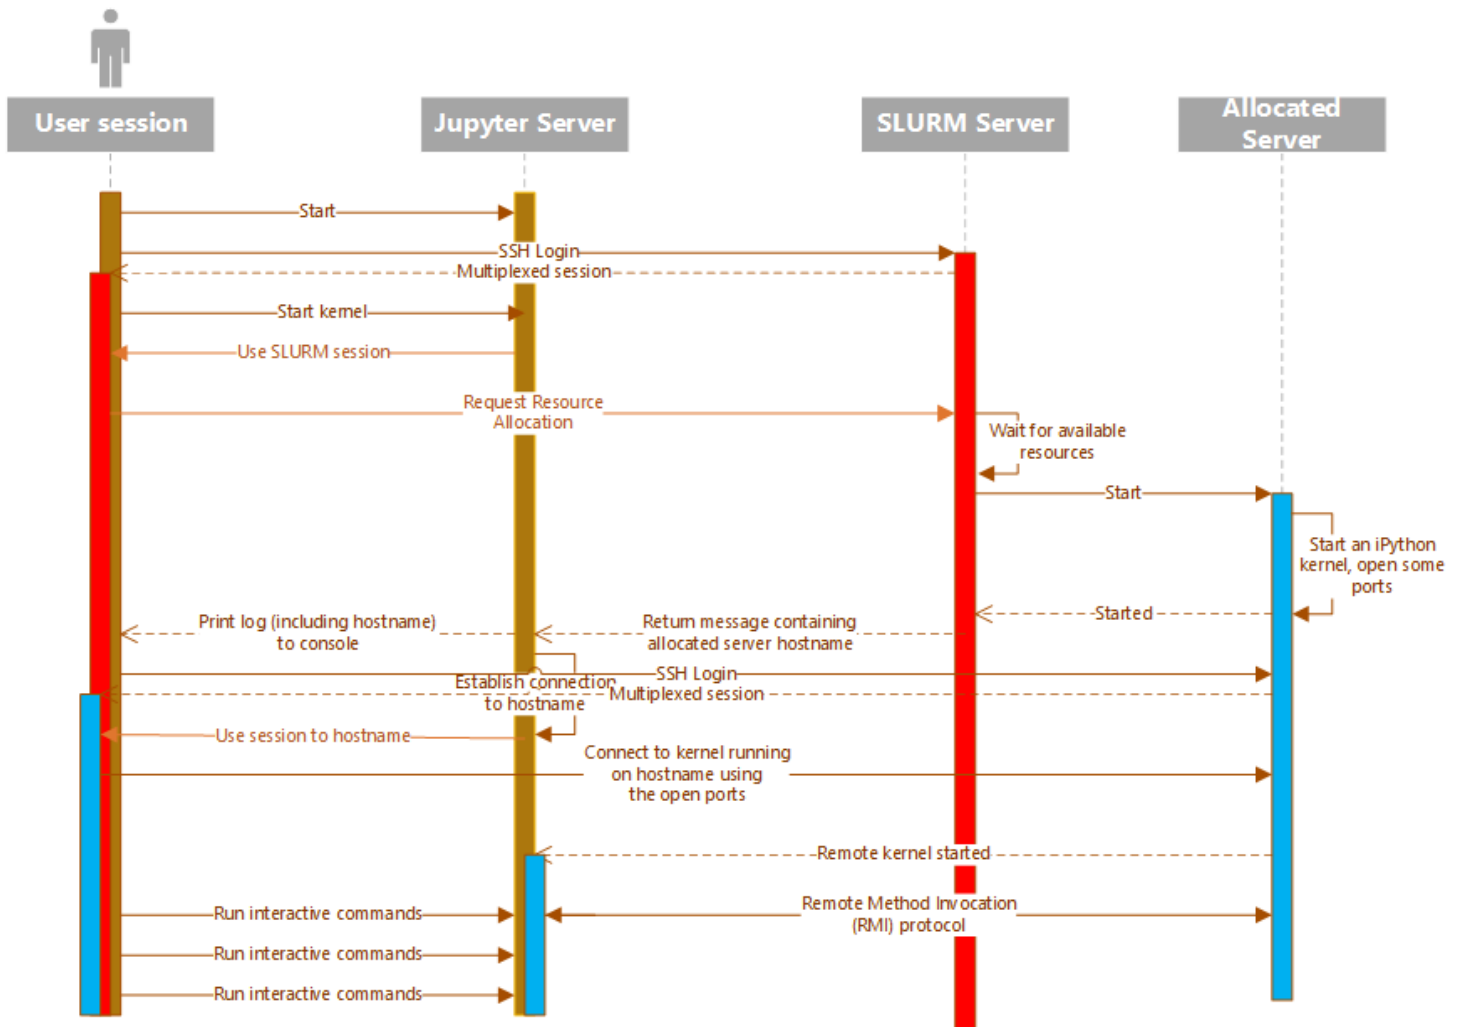 User session
Jupyter Server
SLURM Server
Allocated
Server
Start
SSH Login
Multiplexed session
Start kernel
Use SLURM session
Request Resource
Allocation
Wait for available
resources
Start
Start an iPython
kernel, open some
ports
Started
Print log (including hostname)
to console
Return message containing
allocated server hostname
SSH Login
Establish connection
to hostname
Multiplexed session
Use session to hostname
Connect to kernel running
on hostname using
the open ports
Remote kernel started
Run interactive commands
Remote Method Invocation
(RMI) protocol
Run interactive commands
Run interactive commands